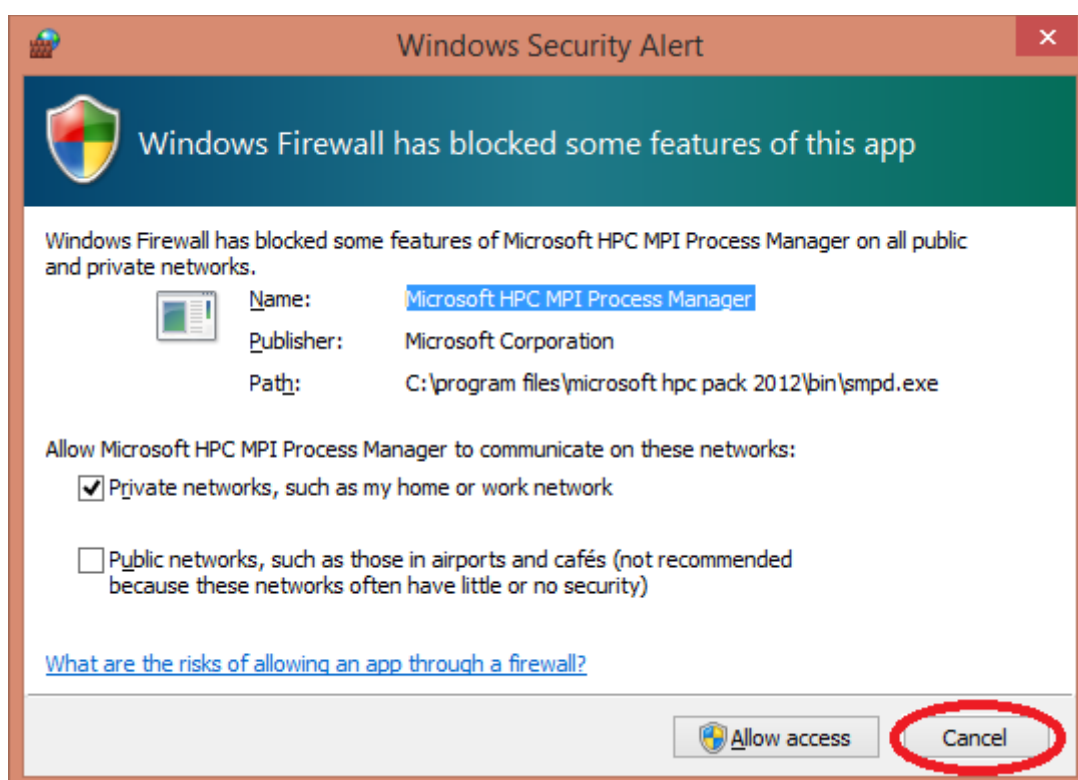 Windows Security Alert
Windows Firewall has blocked some features of this app
Windows Firewall has blocked some features of Microsoft HPC MPI Process Manager on all public
and private networks.
Name: Microsoft HPC MPI Process Manager
Publisher: Microsoft Corporation
Path: C:\program files\microsoft hpc pack 2012\bin\smpd.exe
Allow Microsoft HPC MPI Process Manager to communicate on these networks:
Private networks, such as my home or work network
Public networks, such as those in airports and cafés (not recommended
because these networks often have little or no security)
What are the risks of allowing an app through a firewall?
Allow access Cancel